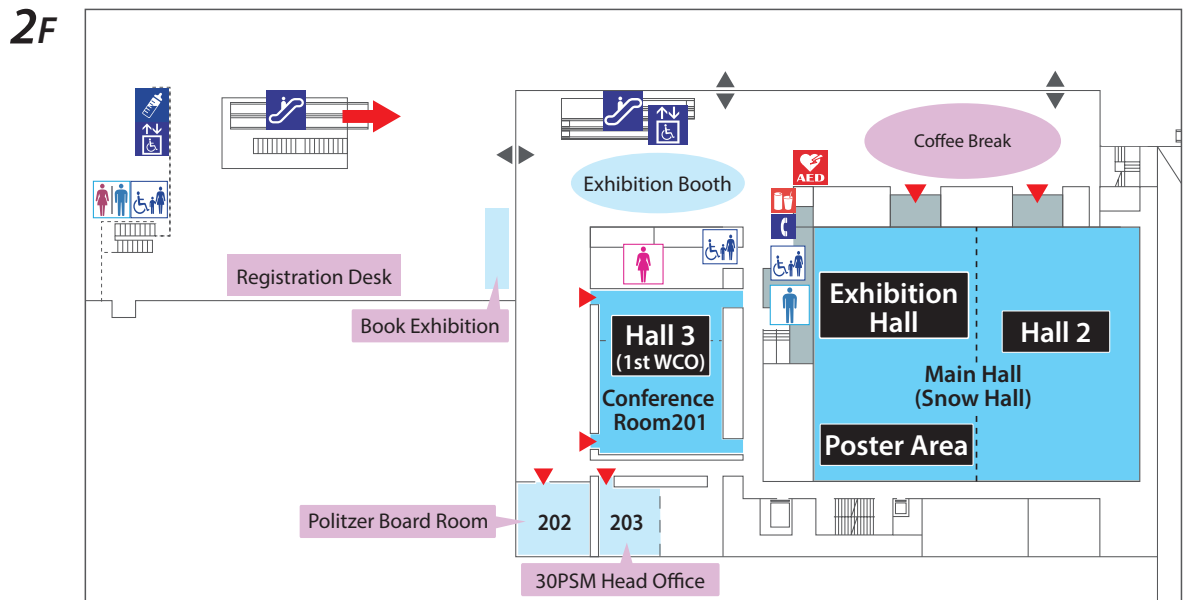 2F
Coffee Break
AED
Exhibition Booth
Registration Desk
Book Exhibition
Exhibition
Hall
Hall 3
(1st WCO)
Hall 2
Conference
Room201
Main Hall
(Snow Hall)
Poster Area
Politzer Board Room
202
203
30PSM Head Office